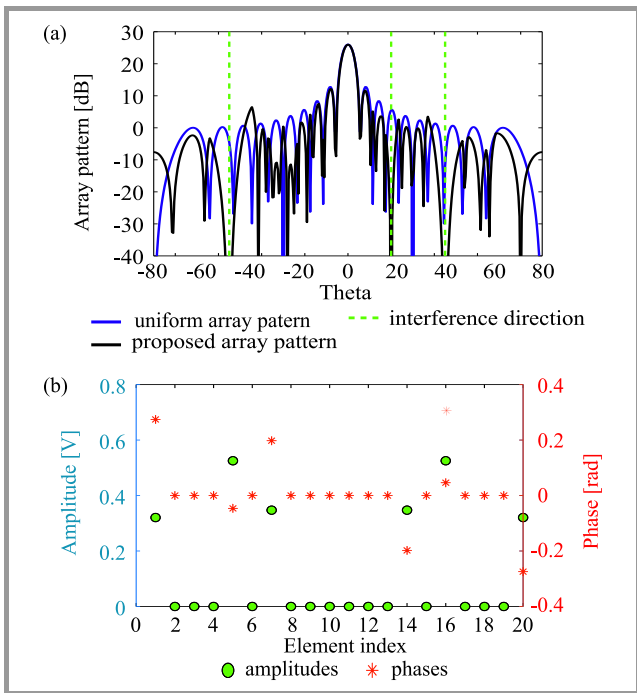 (a)
30
20
10
0
-10
-20
-30
-40
Array pattern [dB]
-80 -60 -40 -20 0 20 40 60 80
Theta
uniform array patern interference direction
proposed array pattern
(b)
0.8
0.6
0.4
0.2
0
Amplitude [V]
0.4
0.2
0
-0.2
-0.4
Phase [rad]
0 2 4 6 8 10 12 14 16 18 20
Element index
amplitudes phases